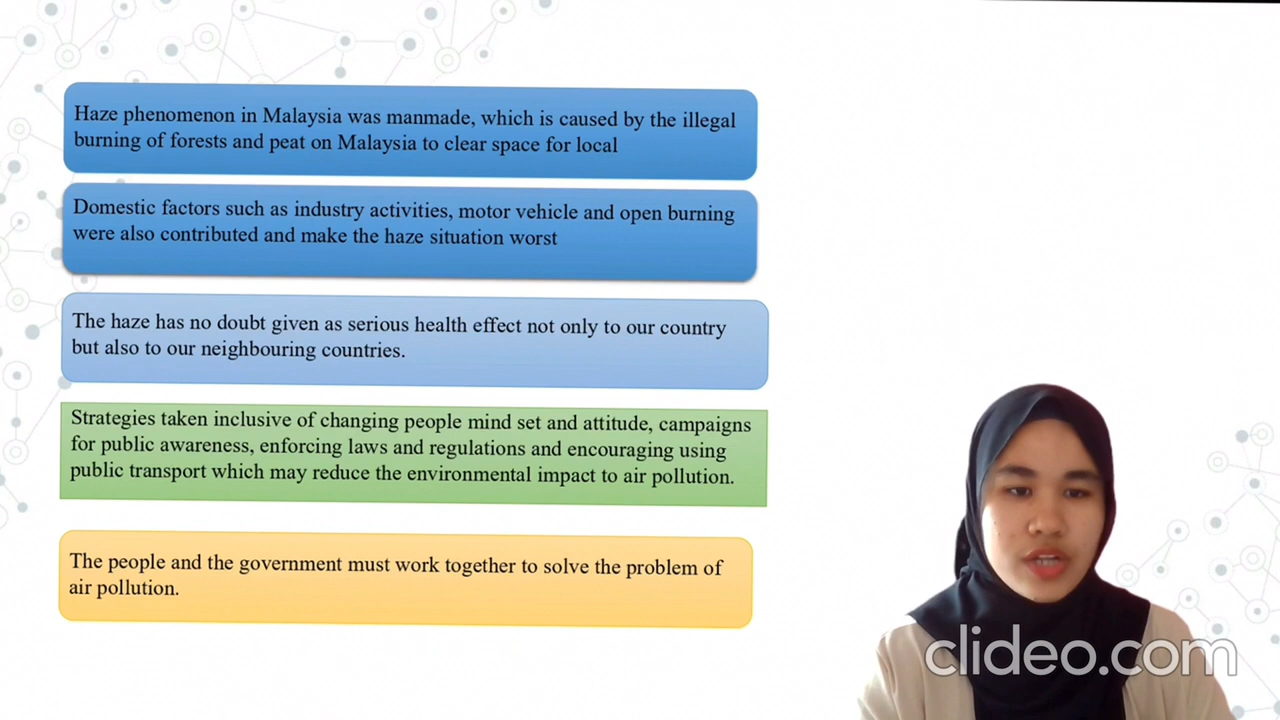 Haze phenomenon in Malaysia was manmade, which is caused by the illegal
burning of forests and peat on Malaysia to clear space for local
Domestic factors such as industry activities, motor vehicle and open burning
were also contributed and make the haze situation worst
The haze has no doubt given as serious health effect not only to our country
but also to our neighbouring countries.
Strategies taken inclusive of changing people mind set and attitude, campaigns
for public awareness, enforcing laws and regulations and encouraging using
public transport which may reduce the environmental impact to air pollution.
The people and the government must work together to solve the problem of
air pollution.
clideo.com